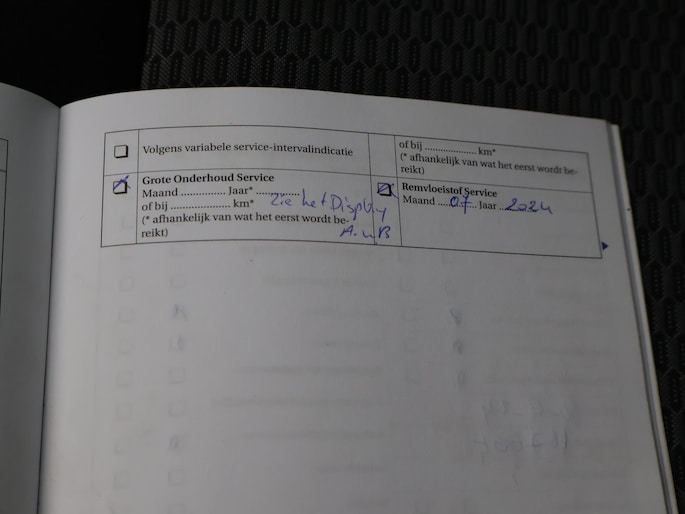 Volgens variabele service-intervalindicatie
of bij ..................... km*
(* afhankelijk van wat het eerst wordt be-
reikt)
Grote Onderhoud Service
Maand .............. Jaar* ..............
of bij ....................... km* Zie het Display
(* afhankelijk van wat het eerst wordt be-
reikt)
Remvloeistof Service
Maand 07 Jaar 2024